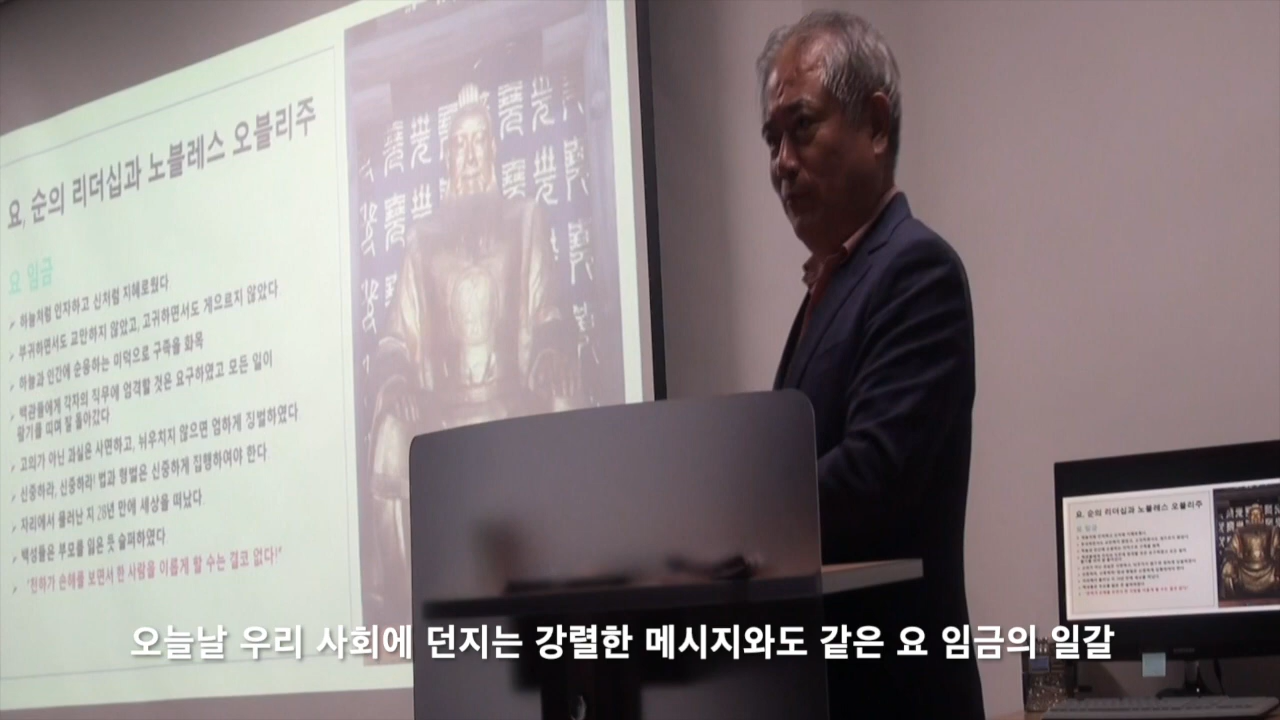 요, 순의 리더십과 노블레스 오블리주
요 임금
➢ 하늘처럼 인자하고 신처럼 지혜로웠다.
➢ 부귀하면서도 교만하지 않았고, 고귀하면서도 게으르지 않았다.
➢ 하늘과 인간에 순응하는 미덕으로 구족을 화목
➢ 백관들에게 각자의 직무에 엄격할 것은 요구하였고 모든 일이
광기를 띠며 잘 돌아갔다
➢ 고의가 아닌 과실은 사면하고, 뉘우치지 않으면 엄하게 징벌하였다
➢ 신중하라, 신중하라! 법과 형벌은 신중하게 집행하여야 한다.
➢ 자리에서 물러난 지 28년 만에 세상을 떠났다.
➢ 백성들은 부모를 잃은 듯 슬퍼하였다.
➢ "천하가 손해를 보면서 한 사람을 이롭게 할 수는 결코 없다!"
요, 순의 리더십과 노블레스 오블리주
요 임금
오늘날 우리 사회에 던지는 강렬한 메시지와도 같은 요 임금의 일갈